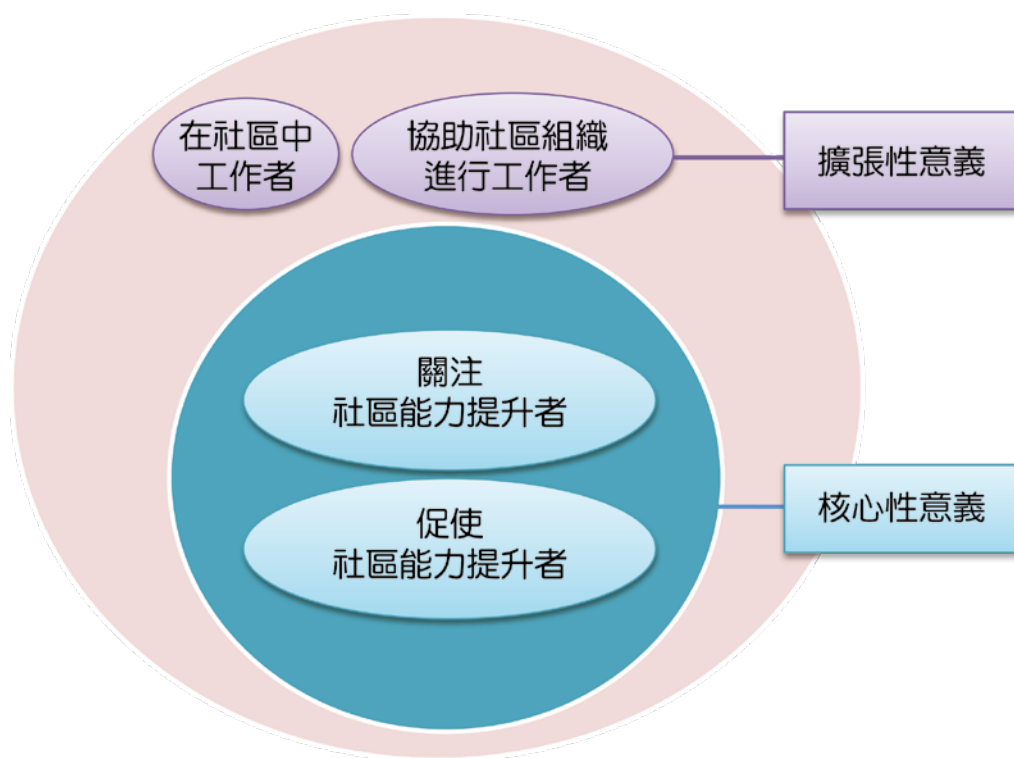 在社區中
工作者
協助社區組織
進行工作者
擴張性意義
關注
社區能力提升者
促使
社區能力提升者
核心性意義